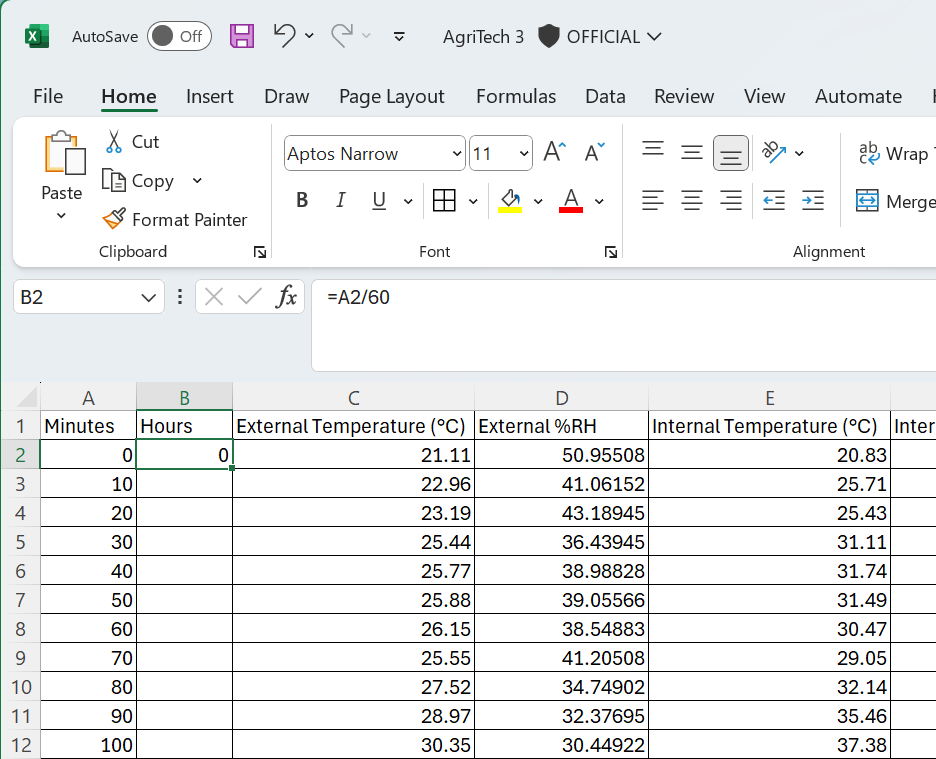 AutoSave Off AgriTech 3 OFFICIAL
File Home Insert Draw Page Layout Formulas Data Review View Automate
Paste Cut Copy Format Painter
Clipboard
Aptos Narrow 11 A A
B I U A
Font
ab Wrap
Merge
Alignment
B2 fx =A2/60
A B C D E
1 Minutes Hours External Temperature (°C) External %RH Internal Temperature (°C) Inter
2 0 0 21.11 50.95508 20.83
3 10 22.96 41.06152 25.71
4 20 23.19 43.18945 25.43
5 30 25.44 36.43945 31.11
6 40 25.77 38.98828 31.74
7 50 25.88 39.05566 31.49
8 60 26.15 38.54883 30.47
9 70 25.55 41.20508 29.05
10 80 27.52 34.74902 32.14
11 90 28.97 32.37695 35.46
12 100 30.35 30.44922 37.38